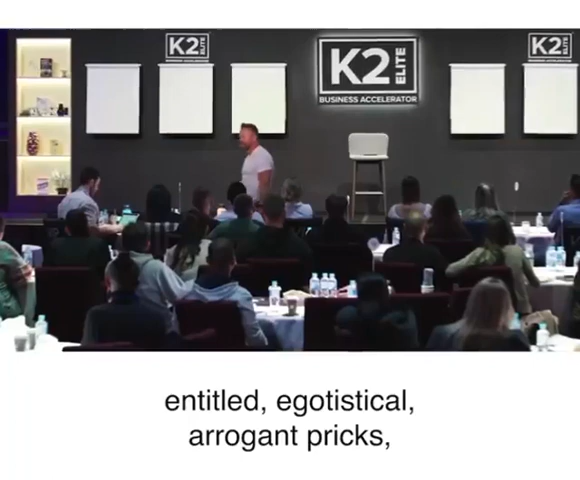 K2
ELITE
K2
ELITE
BUSINESS ACCELERATOR
K2
ELITE
entitled, egotistical,
arrogant pricks,